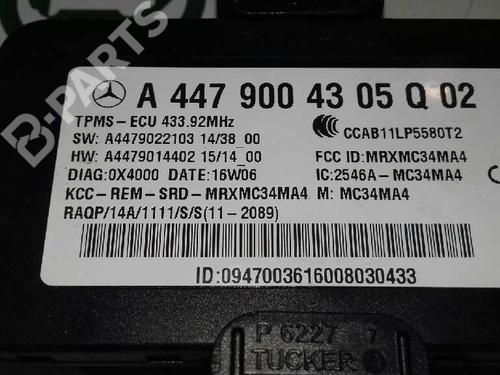 B-PARTS
A 447 900 43 05 Q 02
TPMS-ECU 433.92MHz
SW: A4479022103 14/38_00
HW: A4479014402 15/14_00
DIAG:0X4000 DATE:16W06
KCC-REM-SRD-MRXMC34MA4
RAQP/14A/1111/S/S(11-2089)
CCAB11LP5580T2
FCC ID:MRXMC34MA4
IC:2546A-MC34MA4
M: MC34MA4
ID:0947003616008030433
P 6227 7
TUCKER